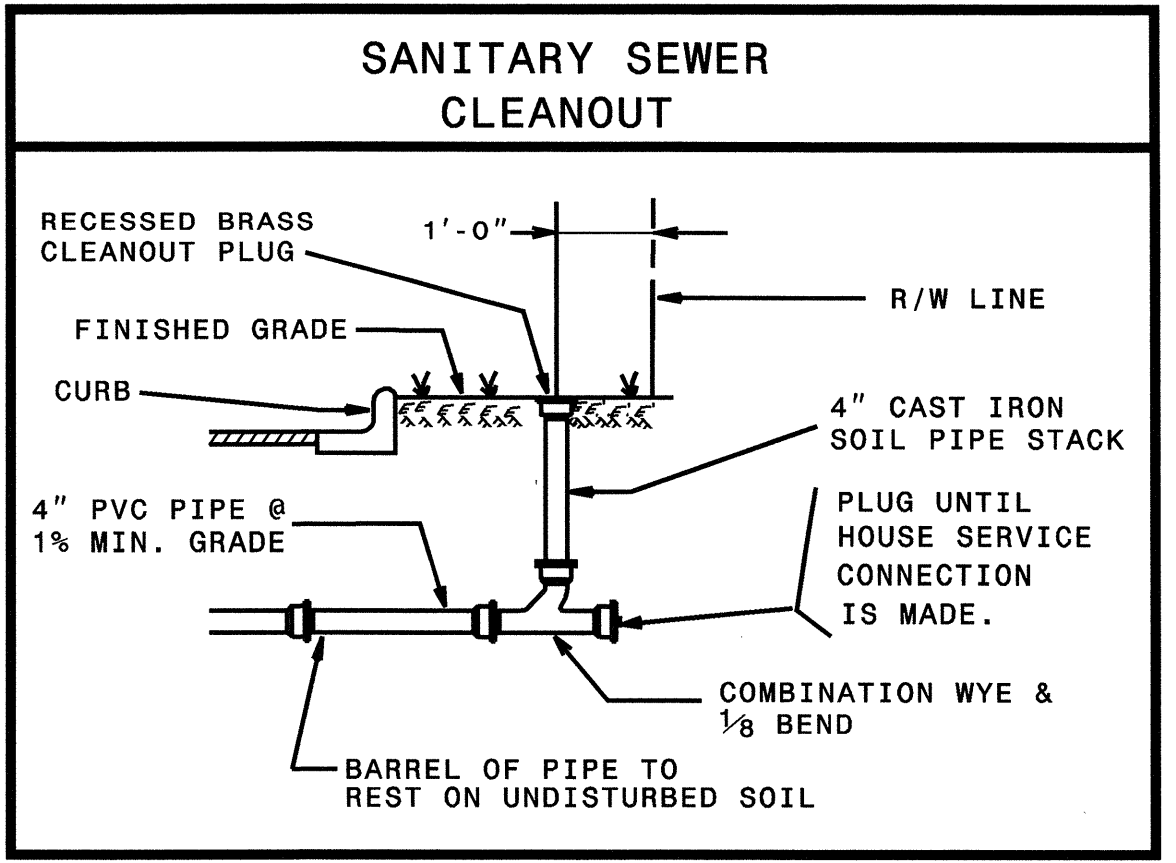 SANITARY SEWER
CLEANOUT
RECESSED BRASS
CLEANOUT PLUG
1'-0"
R/W LINE
FINISHED GRADE
CURB
4" CAST IRON
SOIL PIPE STACK
4" PVC PIPE @
1% MIN. GRADE
PLUG UNTIL
HOUSE SERVICE
CONNECTION
IS MADE.
COMBINATION WYE &
1/8 BEND
BARREL OF PIPE TO
REST ON UNDISTURBED SOIL